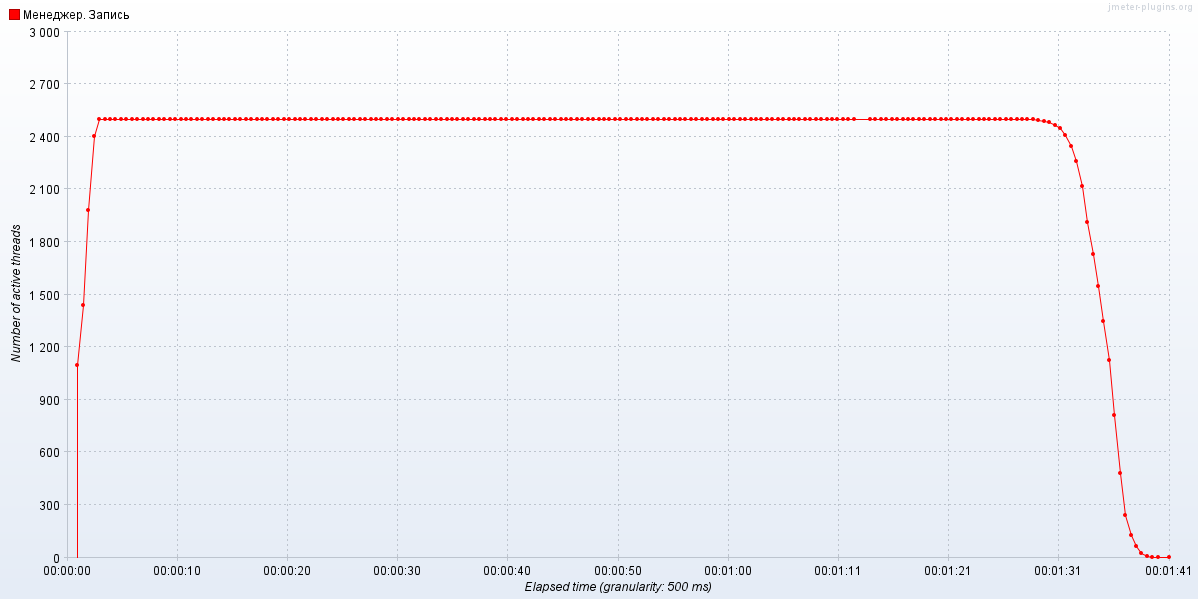 Менеджер. Запись
jmeter-plugins.org
3 000
2 700
2 400
2 100
1 800
1 500
1 200
900
600
300
0
Number of active threads
00:00:00 00:00:10 00:00:20 00:00:30 00:00:40 00:00:50 00:01:00 00:01:11 00:01:21 00:01:31 00:01:41
Elapsed time (granularity: 500 ms)